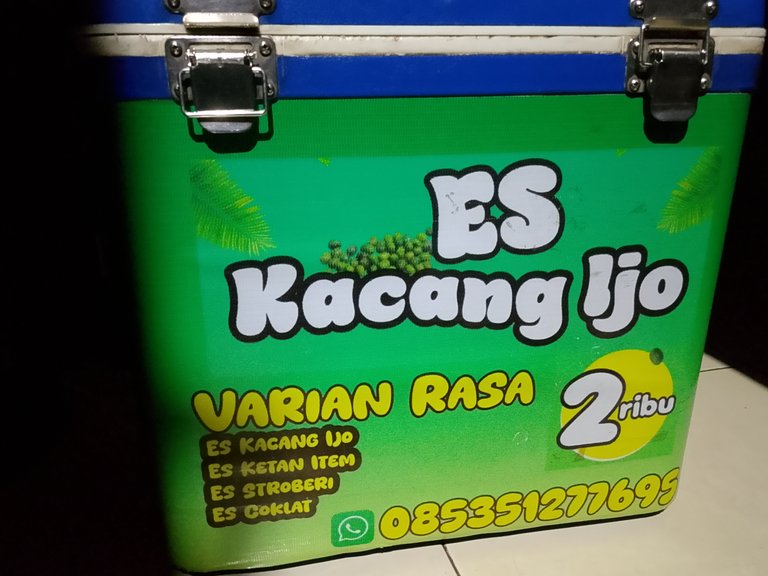 ES
Kacang Ijo
VARIAN RASA
2 ribu
ES KACANG IJO
ES KETAN ITEM
ES STROBERI
ES COKLAT
085351277695